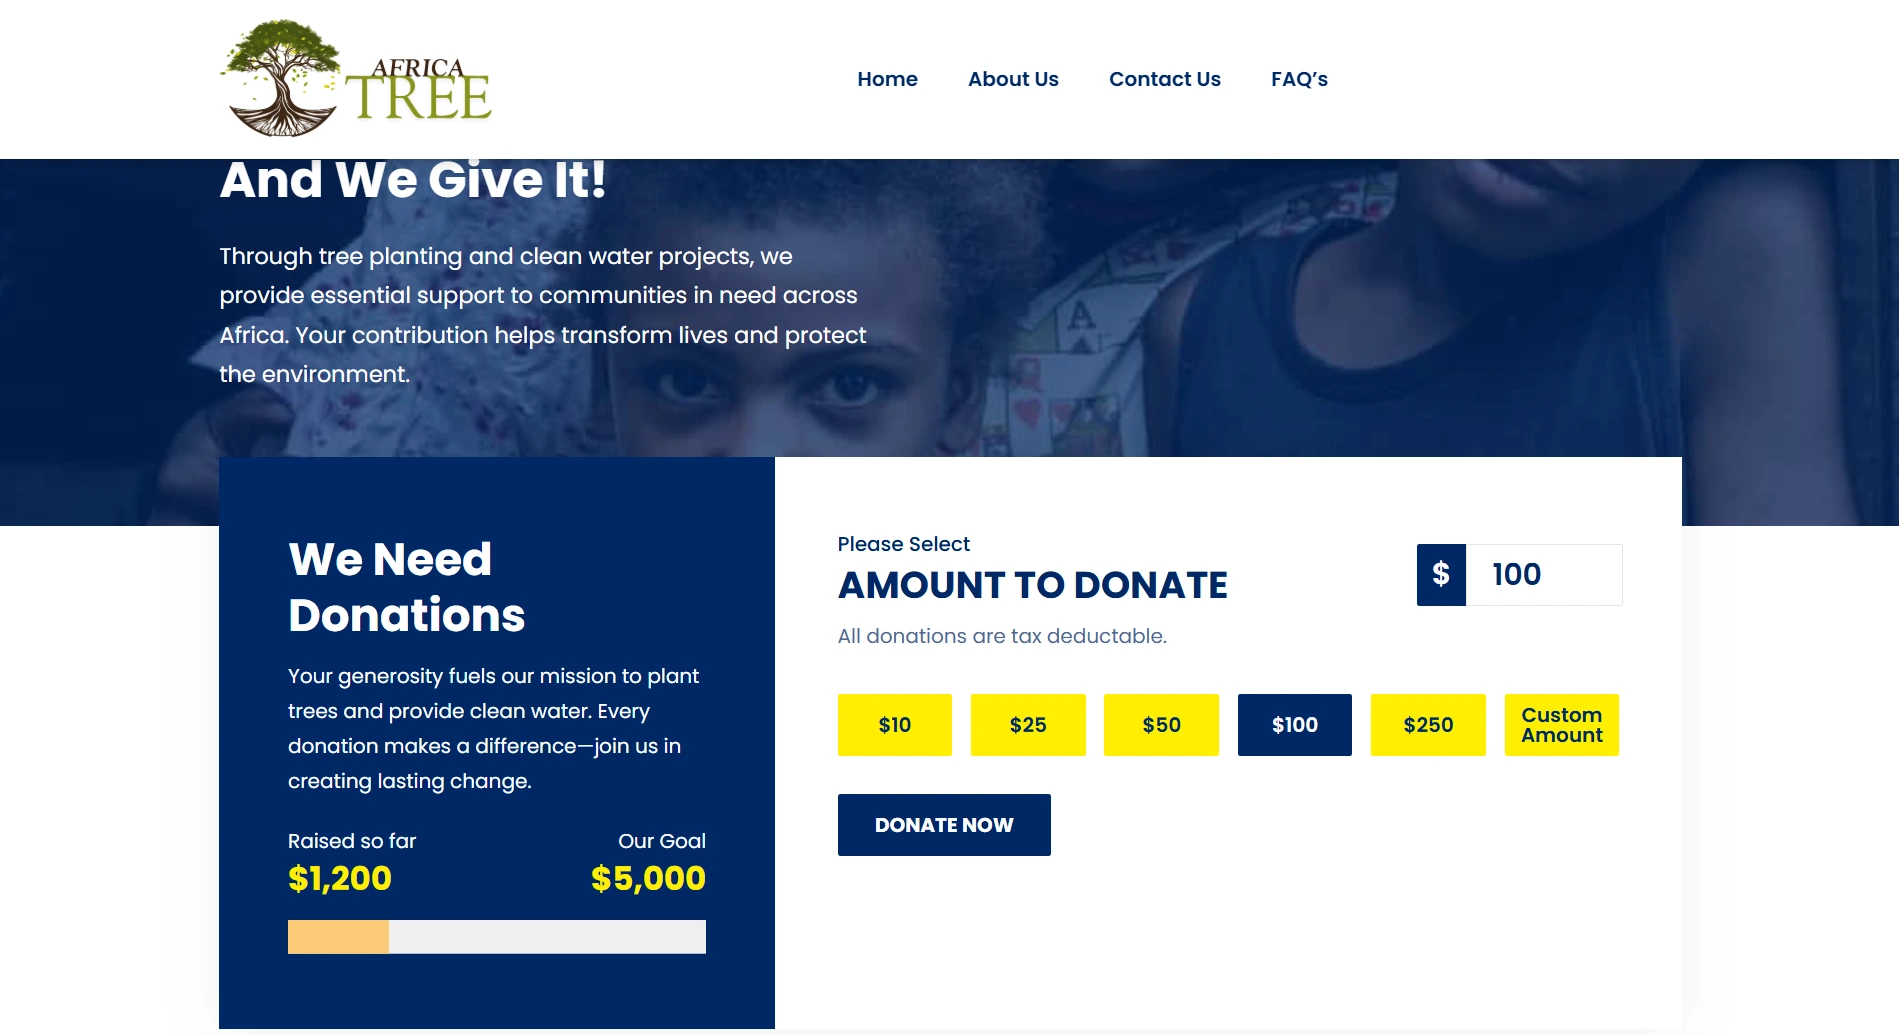 AFRICA
TREE
Home About Us Contact Us FAQ’s
And We Give It!
Through tree planting and clean water projects, we
provide essential support to communities in need across
Africa. Your contribution helps transform lives and protect
the environment.
A
We Need
Donations
Your generosity fuels our mission to plant
trees and provide clean water. Every
donation makes a difference—join us in
creating lasting change.
Raised so far Our Goal
$1,200 $5,000
Please Select
AMOUNT TO DONATE
$ 100
All donations are tax deductable.
$10 $25 $50 $100 $250 Custom
Amount
DONATE NOW